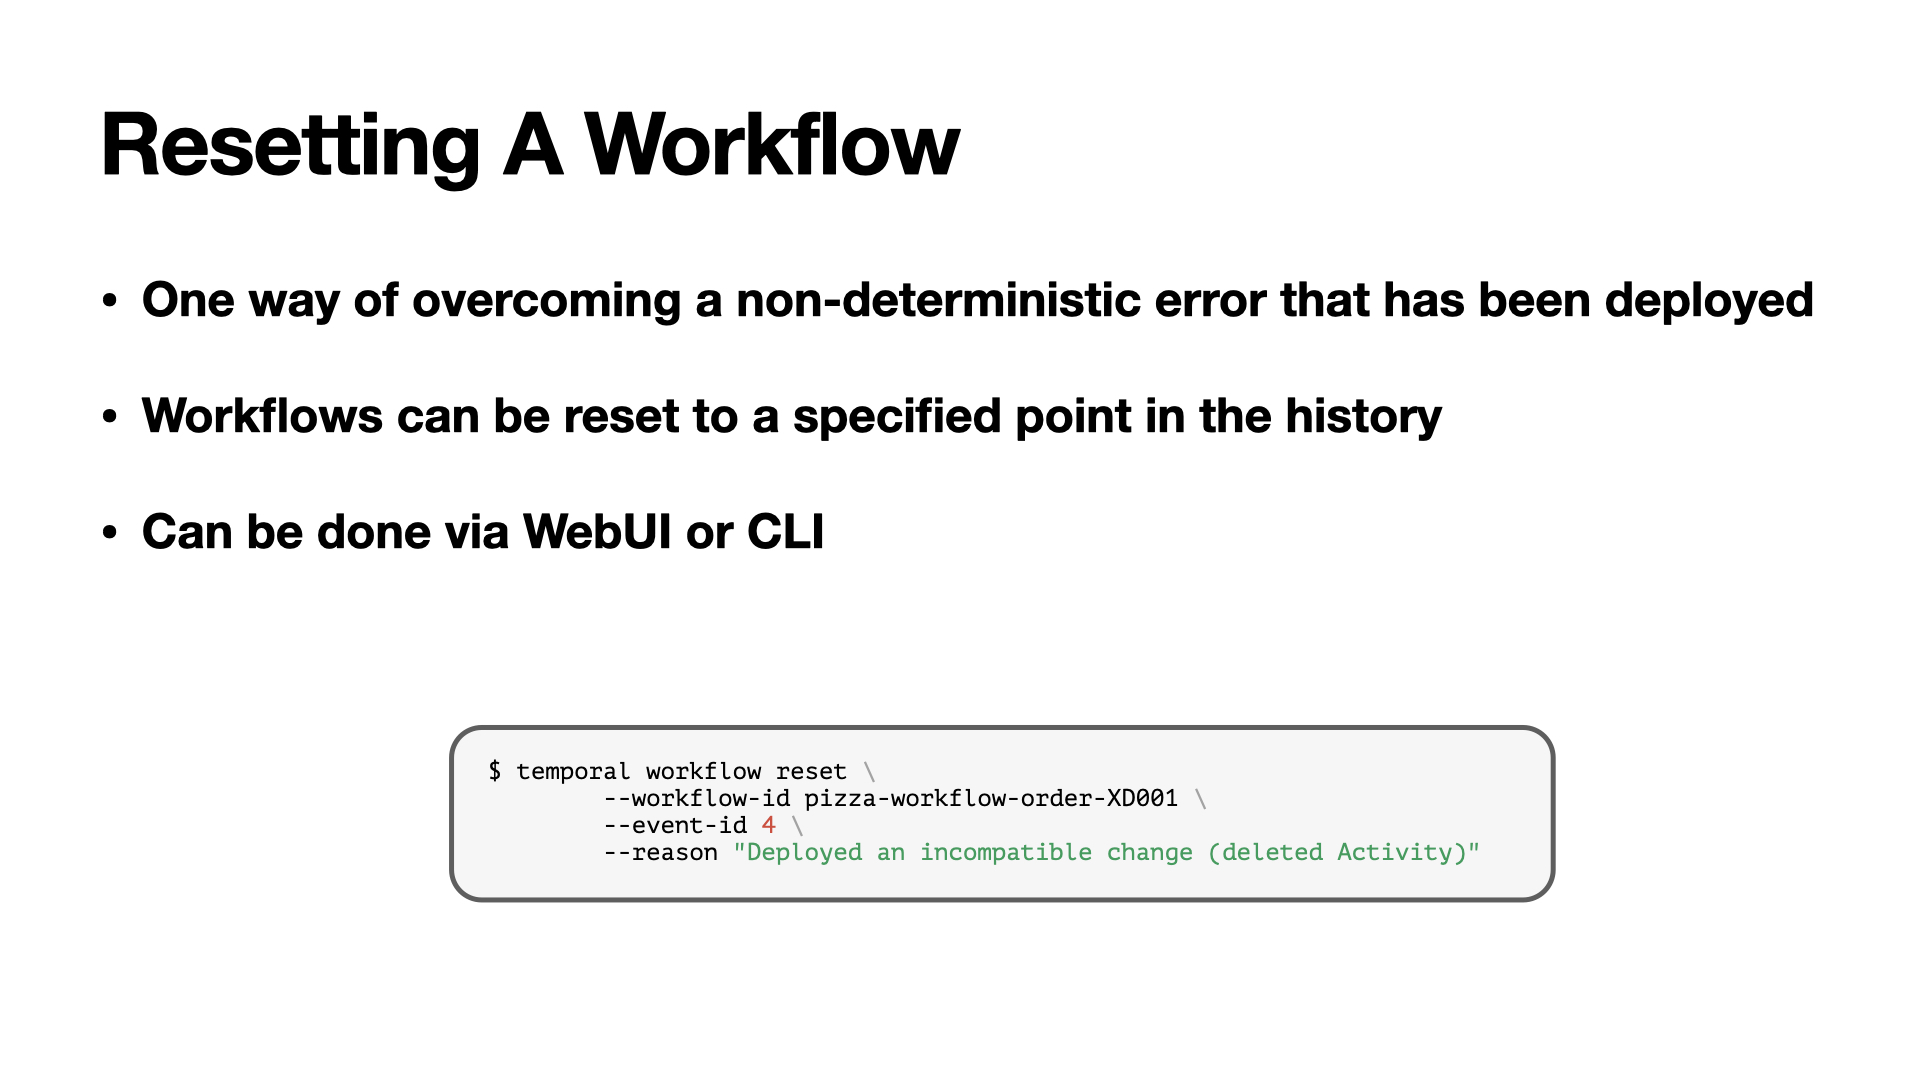 Resetting A Workflow
• One way of overcoming a non-deterministic error that has been deployed
• Workflows can be reset to a specified point in the history
• Can be done via WebUI or CLI
$ temporal workflow reset \
--workflow-id pizza-workflow-order-XD001 \
--event-id 4 \
--reason "Deployed an incompatible change (deleted Activity)"